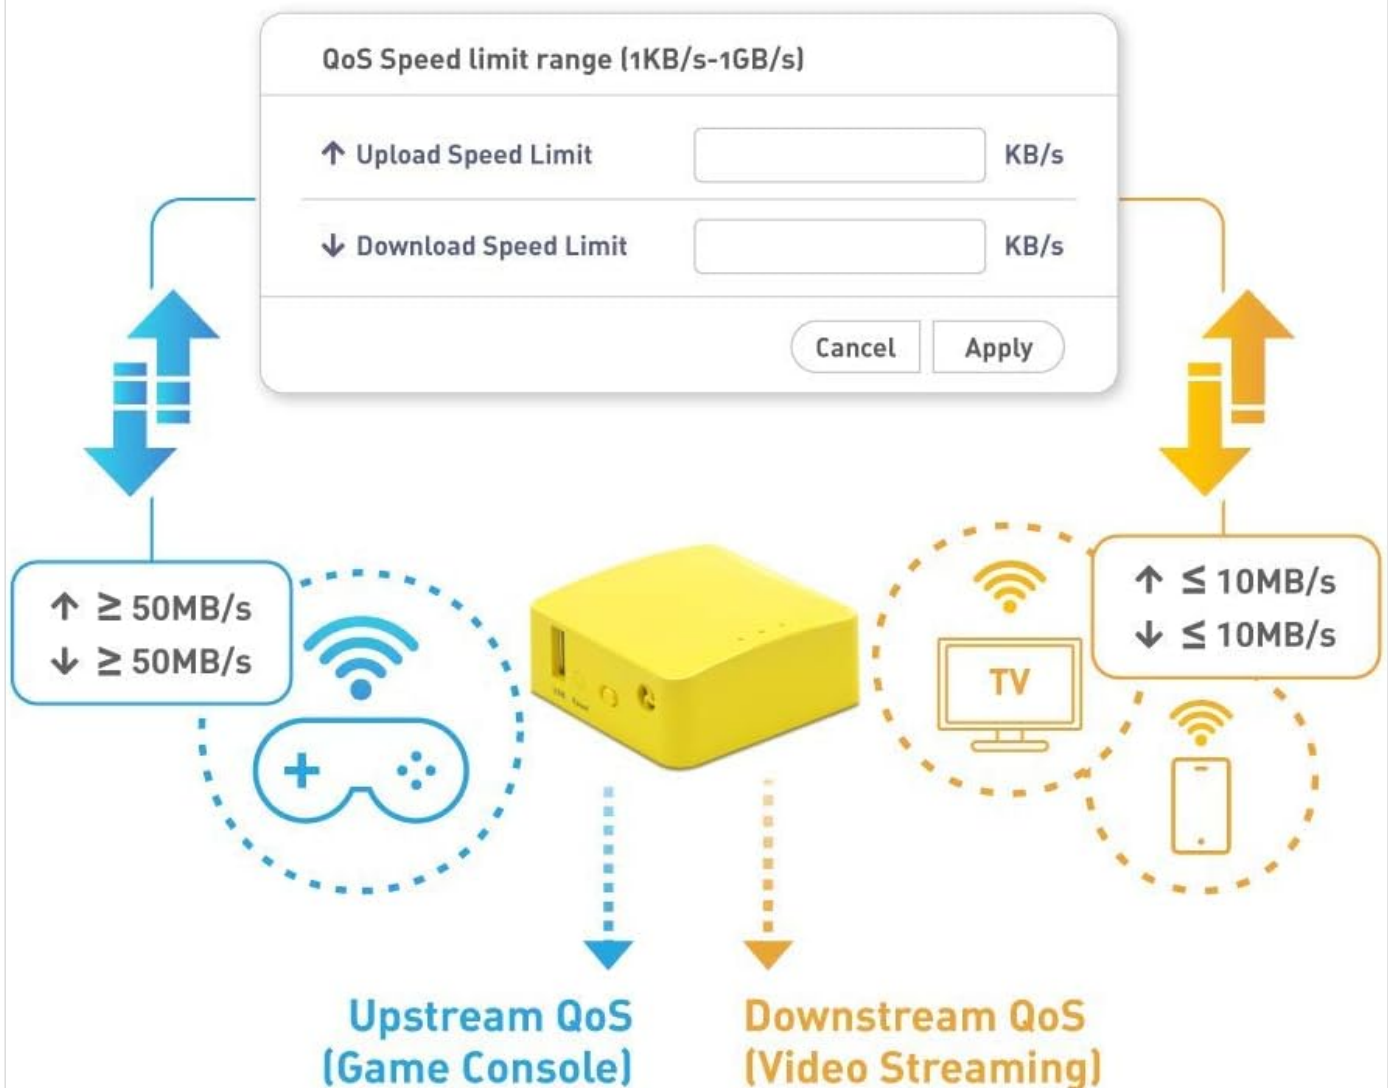 QoS Speed limit range (1KB/s-1GB/s)
↑ Upload Speed Limit KB/s
↓ Download Speed Limit KB/s
Cancel Apply
↑ ≥ 50MB/s
↓ ≥ 50MB/s
↑ ≤ 10MB/s
↓ ≤ 10MB/s
TV
Upstream QoS
(Game Console)
Downstream QoS
(Video Streaming)